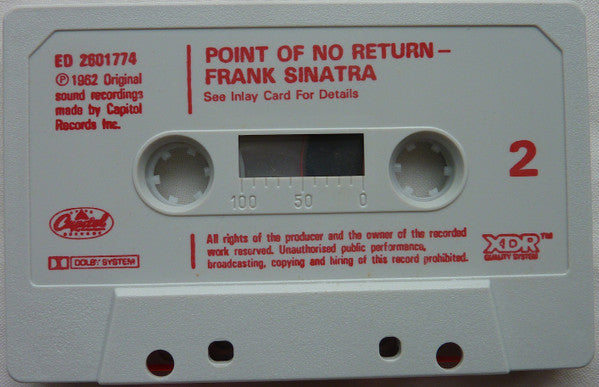 ED 2601774
℗ 1962 Original
sound recordings
made by Capitol
Records Inc.
POINT OF NO RETURN –
FRANK SINATRA
See Inlay Card For Details
2
100 50 0
Capitol
RECORDS
DOLBY SYSTEM
All rights of the producer and the owner of the recorded
work reserved. Unauthorised public performance,
broadcasting, copying and hiring of this record prohibited.
XDR™
QUALITY SYSTEM